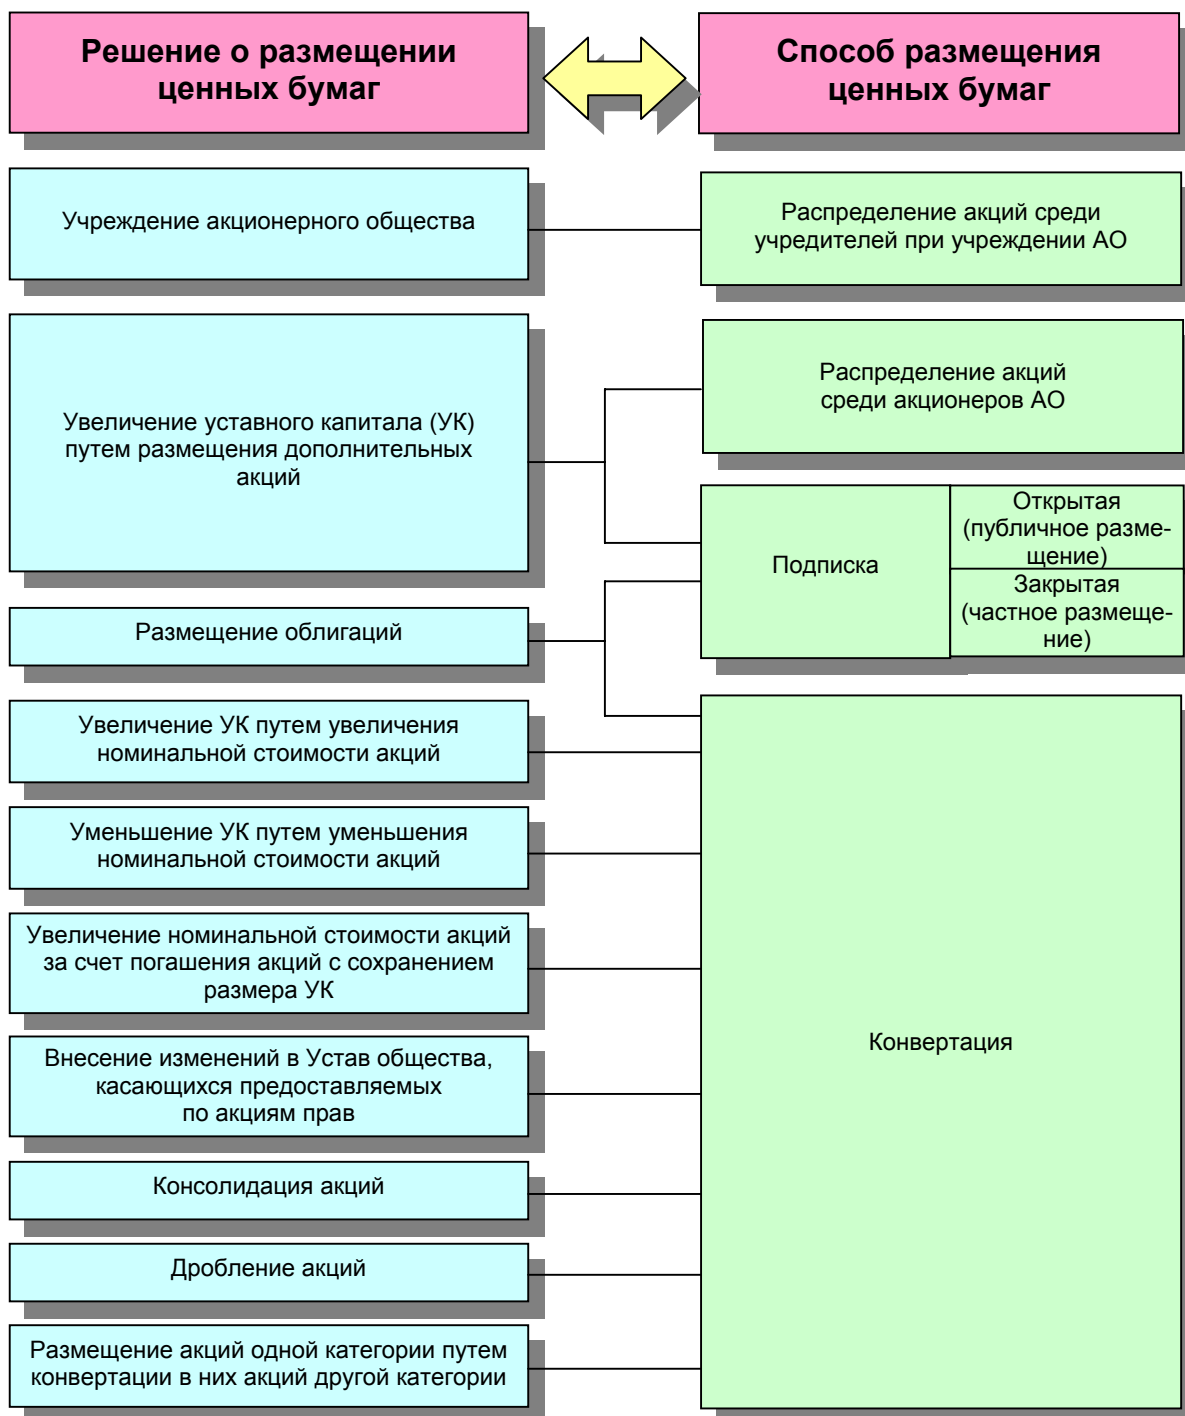 Решение о размещении
ценных бумаг
Способ размещения
ценных бумаг
Учреждение акционерного общества
Распределение акций среди
учредителей при учреждении АО
Увеличение уставного капитала (УК)
путем размещения дополнительных
акций
Распределение акций
среди акционеров АО
Подписка
Открытая
(публичное разме-
щение)
Закрытая
(частное размеще-
ние)
Размещение облигаций
Увеличение УК путем увеличения
номинальной стоимости акций
Уменьшение УК путем уменьшения
номинальной стоимости акций
Увеличение номинальной стоимости акций
за счет погашения акций с сохранением
размера УК
Внесение изменений в Устав общества,
касающихся предоставляемых
по акциям прав
Консолидация акций
Дробление акций
Размещение акций одной категории путем
конвертации в них акций другой категории
Конвертация